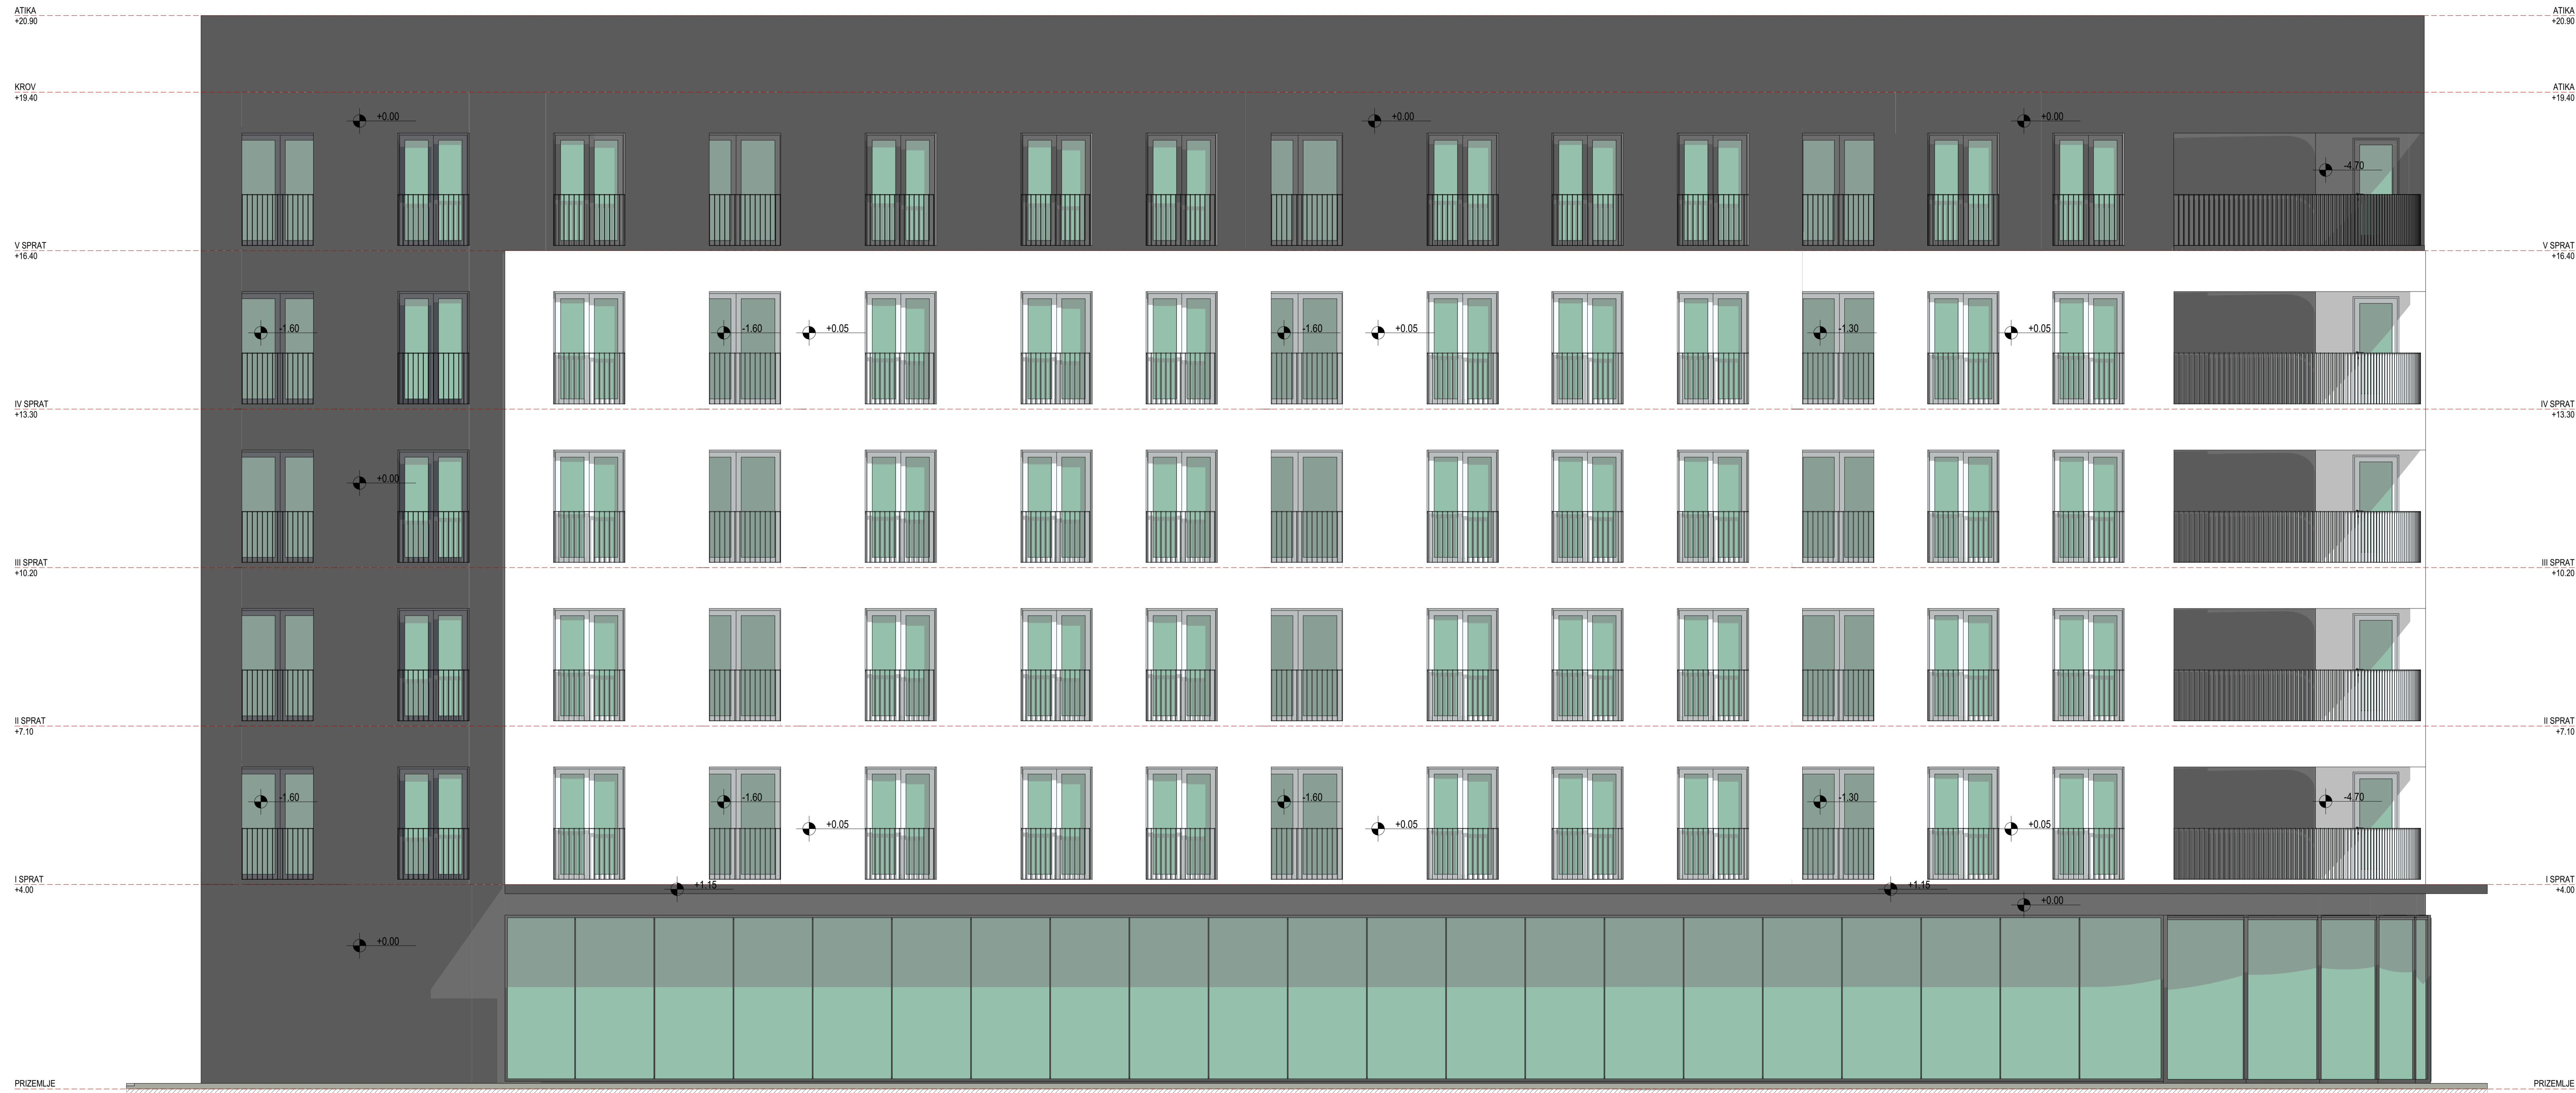 ATIKA
+20.90
ATIKA
+20.90
KROV
+19.40
ATIKA
+19.40
+0.00
+0.00
+0.00
-4.70
V SPRAT
+16.40
V SPRAT
+16.40
-1.60
-1.60
+0.05
-1.60
+0.05
-1.30
+0.05
IV SPRAT
+13.30
IV SPRAT
+13.30
+0.00
III SPRAT
+10.20
III SPRAT
+10.20
II SPRAT
+7.10
II SPRAT
+7.10
-1.60
-1.60
-1.60
-1.30
-4.70
+0.05
+0.05
+0.05
I SPRAT
+4.00
I SPRAT
+4.00
+1.15
+1.15
+0.00
+0.00
PRIZEMLJE
PRIZEMLJE